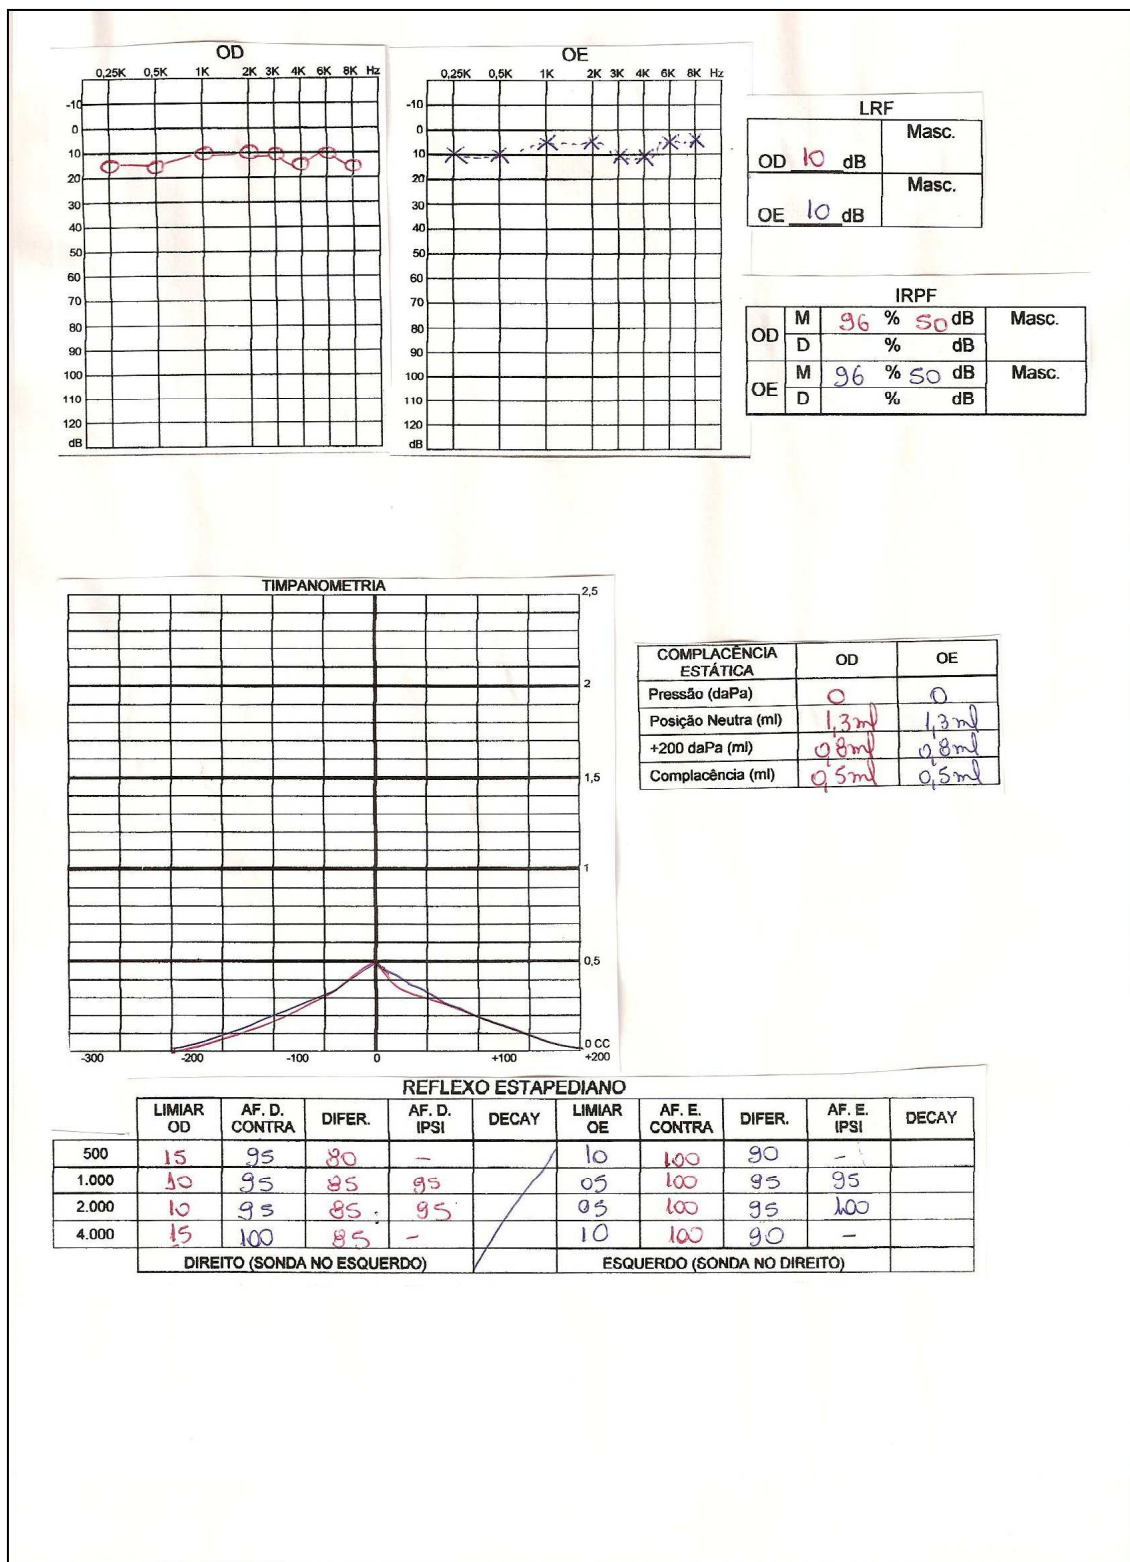 OD
0,25K 0,5K 1K 2K 3K 4K 6K 8K Hz
-10
0
10
20
30
40
50
60
70
80
90
100
110
120
dB
OE
0,25K 0,5K 1K 2K 3K 4K 6K 8K Hz
-10
0
10
20
30
40
50
60
70
80
90
100
110
120
dB
LRF
OD 10 dB Masc.
OE 10 dB Masc.
IRPF
OD M 96 % 50 dB Masc.
D % dB
OE M 96 % 50 dB Masc.
D % dB
TIMPANOMETRIA
2,5
2
1,5
1
0,5
0 CC
-300 -200 -100 0 +100 +200
COMPLACÊNCIA ESTÁTICA OD OE
Pressão (daPa) 0 0
Posição Neutra (ml) 1,3ml 1,3ml
+200 daPa (ml) 0,8ml 0,8ml
Complacência (ml) 0,5ml 0,5ml
REFLEXO ESTAPEDIANO
LIMIAR OD AF. D. CONTRA DIFER. AF. D. IPSI DECAY LIMIAR OE AF. E. CONTRA DIFER. AF. E. IPSI DECAY
500 15 95 80 - 10 100 90 -
1.000 10 95 85 95 05 100 95 95
2.000 10 95 85 95 05 100 95 100
4.000 15 100 85 - 10 100 90 -
DIREITO (SONDA NO ESQUERDO) ESQUERDO (SONDA NO DIREITO)